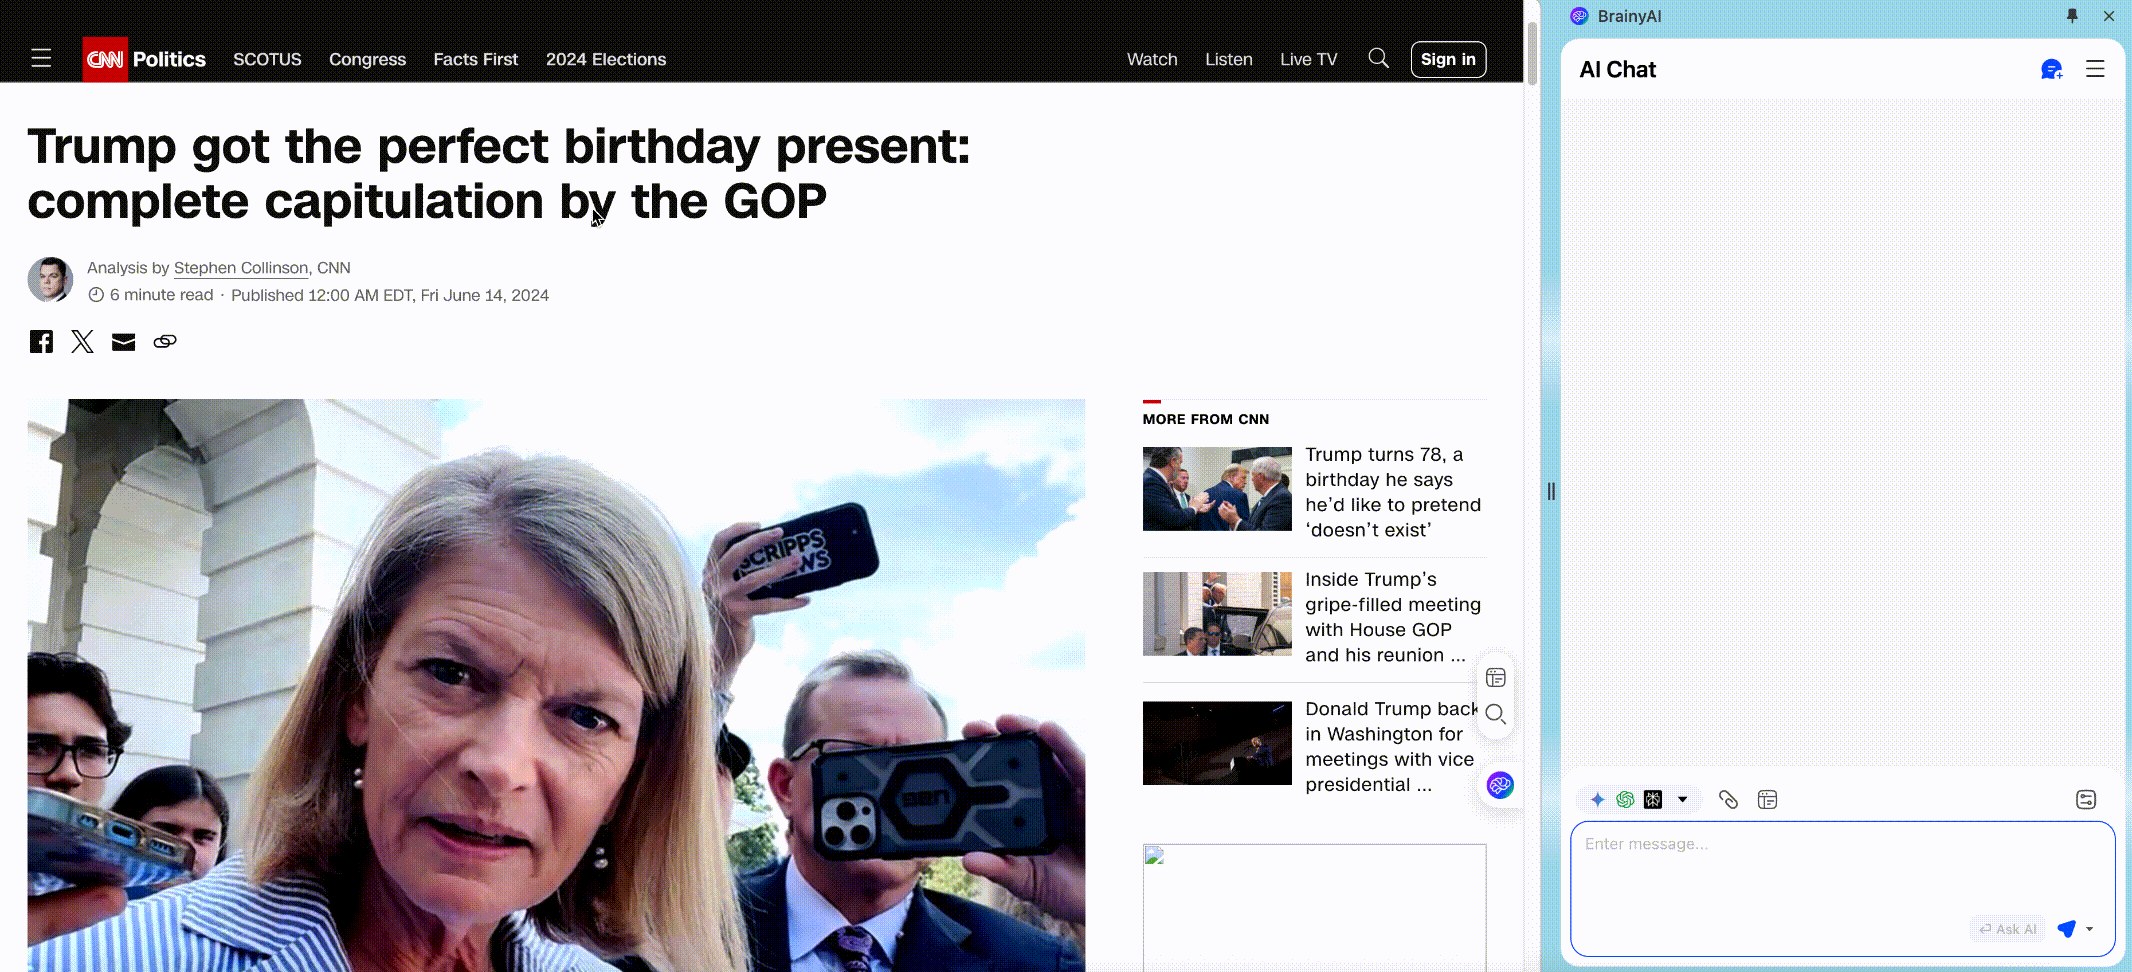 CNN Politics SCOTUS Congress Facts First 2024 Elections Watch Listen Live TV Sign in
Trump got the perfect birthday present:
complete capitulation by the GOP
Analysis by Stephen Collinson, CNN
6 minute read · Published 12:00 AM EDT, Fri June 14, 2024
SCRIPPS
NEWS
MORE FROM CNN
Trump turns 78, a
birthday he says
he’d like to pretend
‘doesn’t exist’
Inside Trump’s
gripe-filled meeting
with House GOP
and his reunion ...
Donald Trump back
in Washington for
meetings with vice
presidential ...
BrainyAI
AI Chat
Enter message...
Ask AI